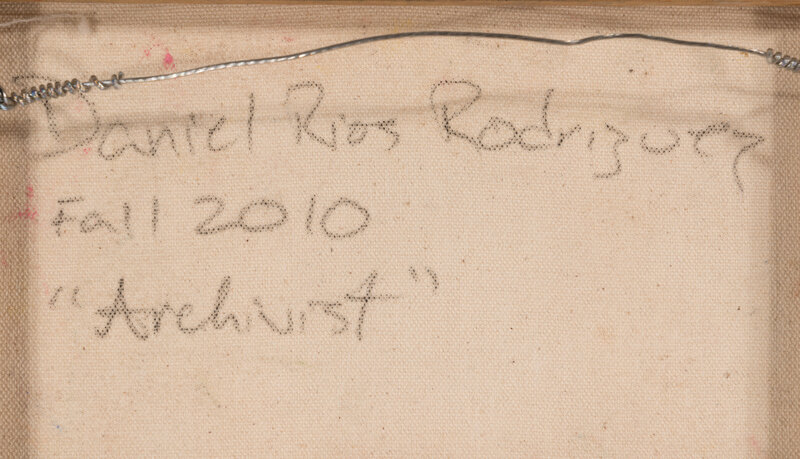 Daniel Rios Rodriguez
Fall 2010
"Archivist"